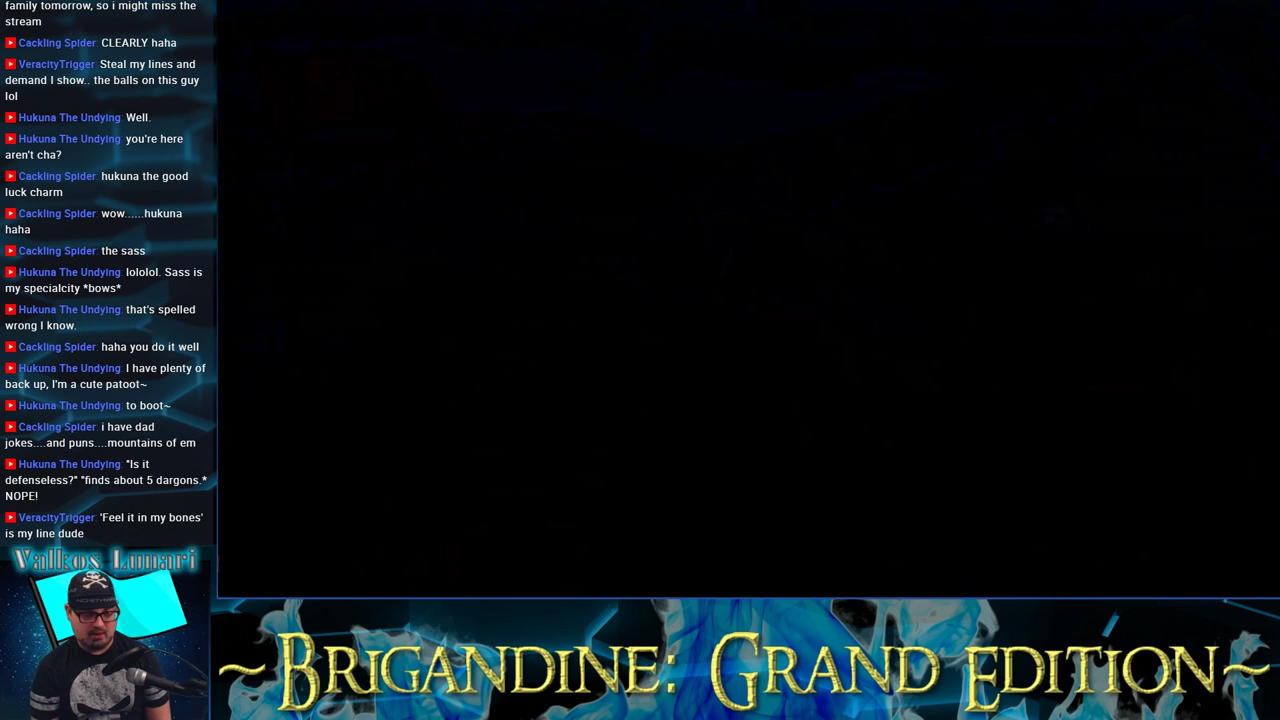 family tomorrow, so i might miss the
stream
Cackling Spider: CLEARLY haha
VeracityTrigger: Steal my lines and
demand I show.. the balls on this guy
lol
Hukuna The Undying: Well.
Hukuna The Undying: you're here
aren't cha?
Cackling Spider: hukuna the good
luck charm
Cackling Spider: wow......hukuna
haha
Cackling Spider: the sass
Hukuna The Undying: lololol. Sass is
my specialcity *bows*
Hukuna The Undying: that's spelled
wrong I know.
Cackling Spider: haha you do it well
Hukuna The Undying: I have plenty of
back up, I'm a cute patoot~
Hukuna The Undying: to boot~
Cackling Spider: i have dad
jokes....and puns....mountains of em
Hukuna The Undying: "Is it
defenseless?" *finds about 5 dargons.*
NOPE!
VeracityTrigger: 'Feel it in my bones'
is my line dude
Valkos Lunari
~Brigandine: Grand Edition~